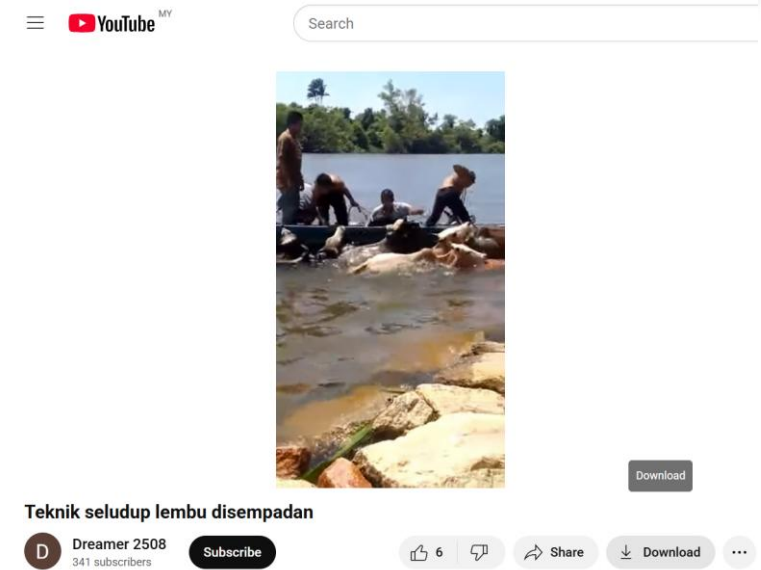 YouTube MY
Search
Download
Teknik seludup lembu disempadan
D
Dreamer 2508
341 subscribers
Subscribe
6
Share
Download